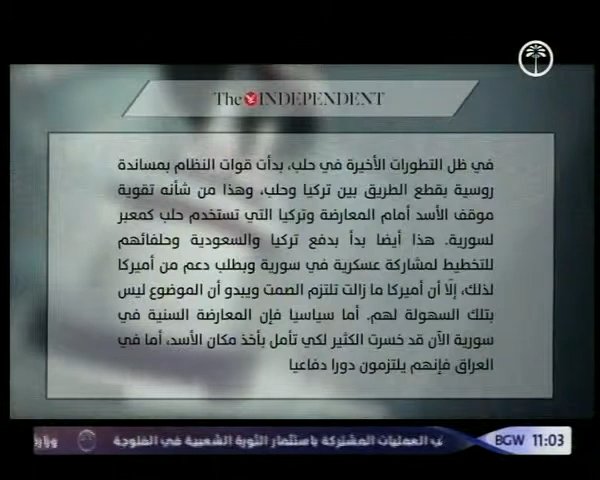 The INDEPENDENT
في ظل التطورات الأخيرة في حلب، بدأت قوات النظام بمساندة
روسية بقطع الطريق بين تركيا وحلب، وهذا من شأنه تقوية
موقف الأسد أمام المعارضة وتركيا التي تستخدم حلب كمعبر
لسورية. هذا أيضا بدأ بدفع تركيا والسعودية وحلفائهم
للتخطيط لمشاركة عسكرية في سورية وبطلب دعم من أميركا
لذلك، إلّا أن أميركا ما زالت تلتزم الصمت ويبدو أن الموضوع ليس
بتلك السهولة لهم. أما سياسيا فإن المعارضة السنية في
سورية الآن قد خسرت الكثير لكي تأمل بأخذ مكان الأسد، أما في
العراق فإنهم يلتزمون دورا دفاعيا
العمليات المشتركة باستثمار الثورة الشعبية في الفلوجة
BGW 11:03